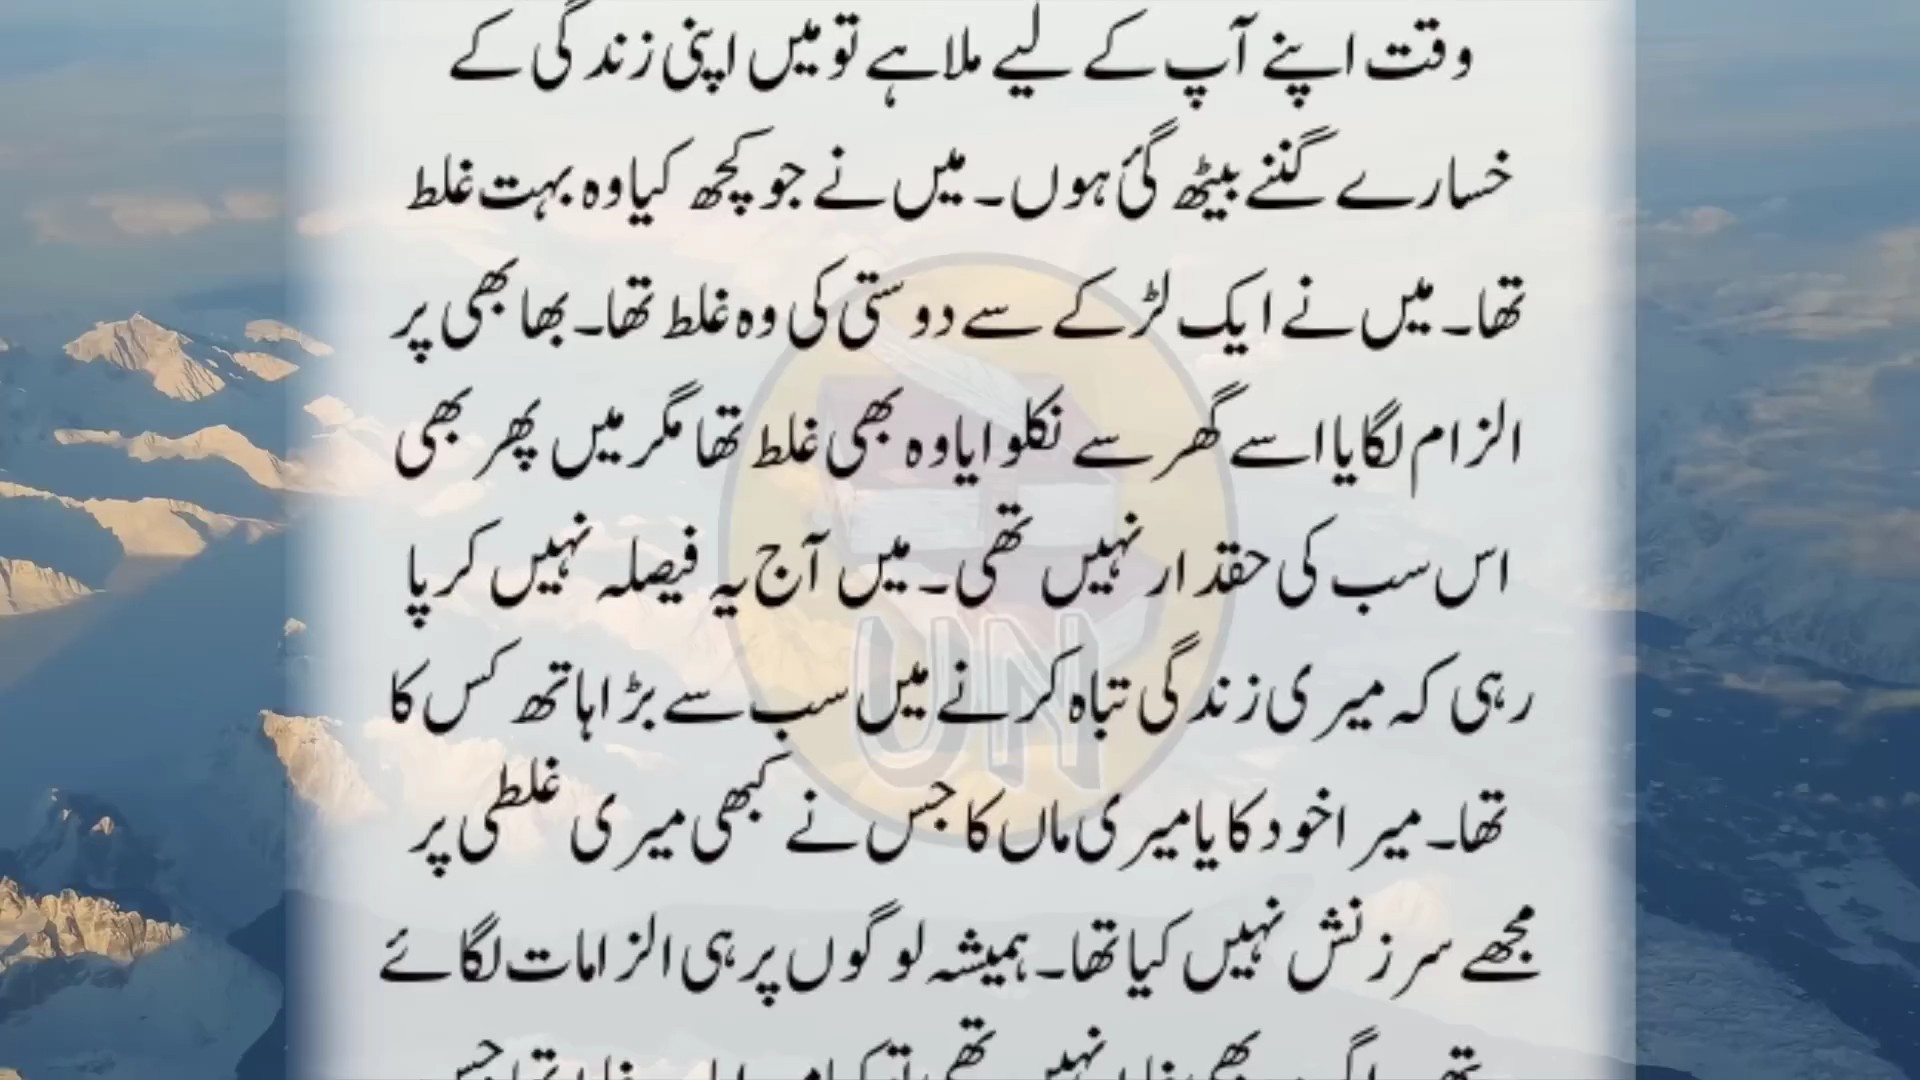 وقت اپنے آپ کے لیے ملا ہے تو میں اپنی زندگی کے
خسارے گننے بیٹھ گئ ہوں۔ میں نے جو کچھ کیا وہ بہت غلط
تھا۔ میں نے ایک لڑکے سے دوستی کی وہ غلط تھا۔ بھابھی پر
الزام لگایا اسے گھر سے نکلوایا وہ بھی غلط تھا مگر میں پھر بھی
اس سب کی حقدار نہیں تھی۔ میں آج یہ فیصلہ نہیں کر پا
رہی کہ میری زندگی تباہ کرنے میں سب سے بڑا ہاتھ کس کا
تھا۔ میرا خود کا یا میری ماں کا جس نے کبھی میری غلطی پر
مجھے سرزنش نہیں کیا تھا۔ ہمیشہ لوگوں پر ہی الزامات لگائے
UN